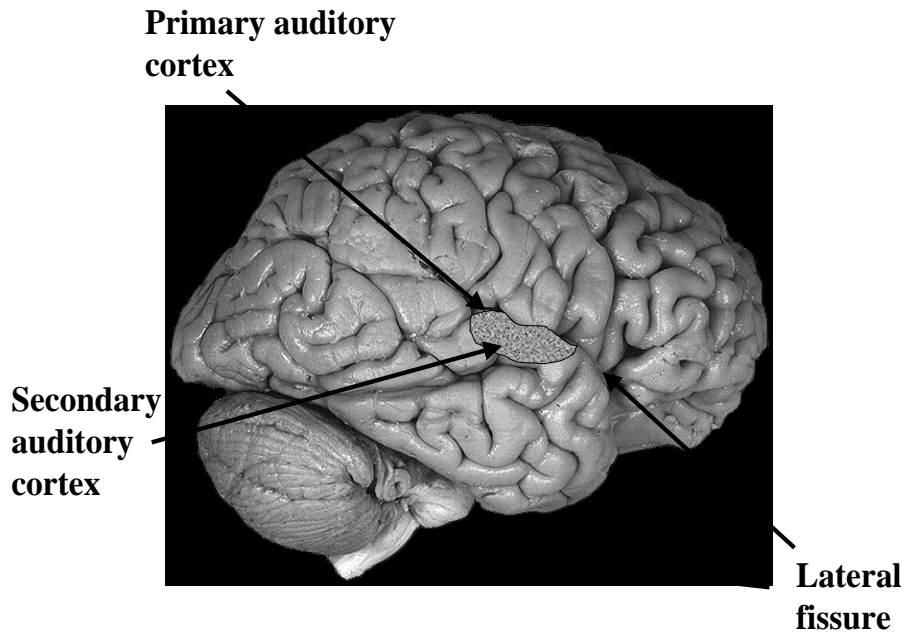 Primary auditory
cortex
Secondary
auditory
cortex
Lateral
fissure